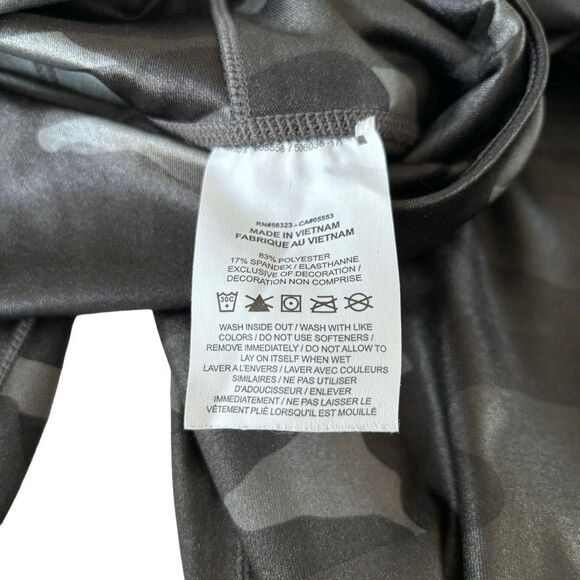 RN#56323 - CA#05553
MADE IN VIETNAM
FABRIQUE AU VIETNAM
83% POLYESTER
17% SPANDEX / ELASTHANNE
EXCLUSIVE OF DECORATION /
DECORATION NON COMPRISE
30C
WASH INSIDE OUT / WASH WITH LIKE
COLORS / DO NOT USE SOFTENERS /
REMOVE IMMEDIATELY / DO NOT ALLOW TO
LAY ON ITSELF WHEN WET
LAVER A L'ENVERS / LAVER AVEC COULEURS
SIMILAIRES / NE PAS UTILISER
D'ADOUCISSEUR / ENLEVER
IMMEDIATEMENT / NE PAS LAISSER LE
VÊTEMENT PLIÉ LORSQU'IL EST MOUILLÉ